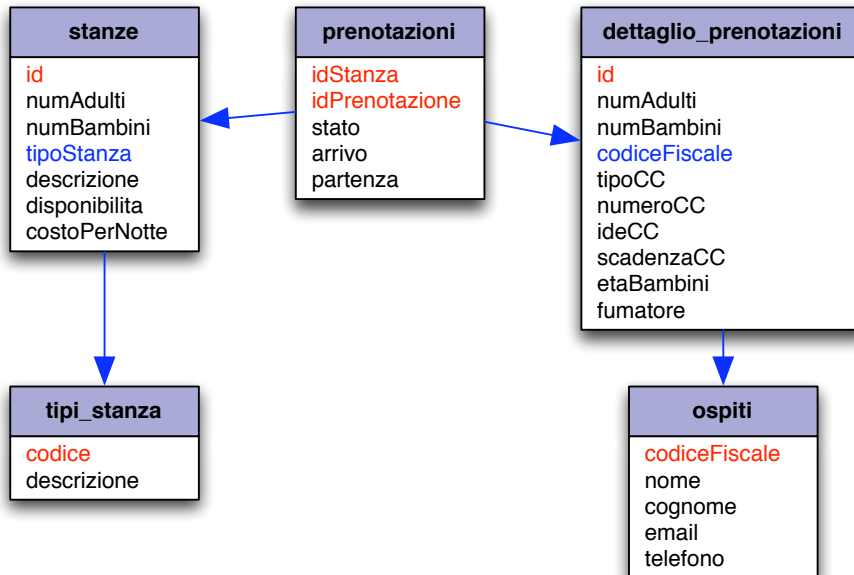 stanze
id
numAdulti
numBambini
tipoStanza
descrizione
disponibilita
costoPerNotte
prenotazioni
idStanza
idPrenotazione
stato
arrivo
partenza
dettaglio_prenotazioni
id
numAdulti
numBambini
codiceFiscale
tipoCC
numeroCC
ideCC
scadenzaCC
etaBambini
fumatore
tipi_stanza
codice
descrizione
ospiti
codiceFiscale
nome
cognome
email
telefono